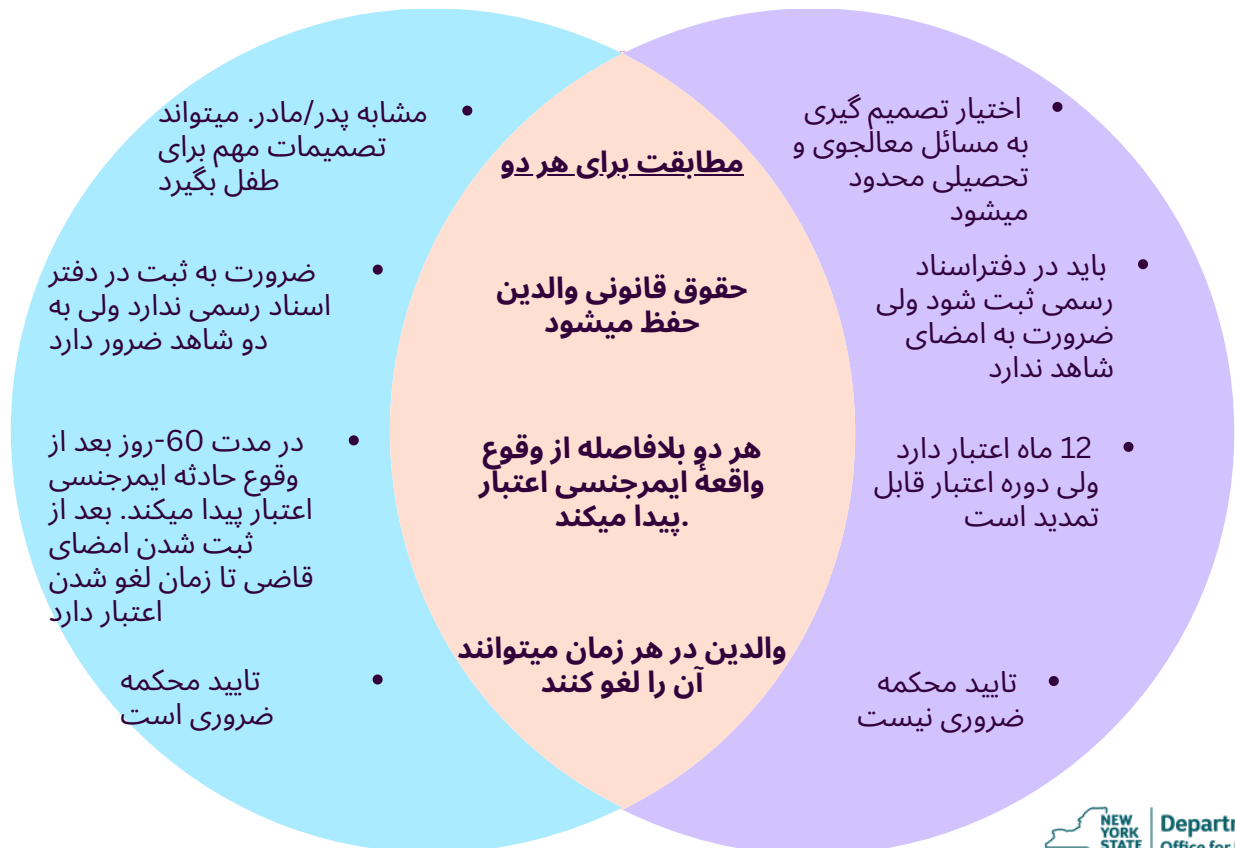 اختیار تصمیم گیری
به مسائل معالجوی و
تحصیلی محدود
میشود
باید در دفتراسناد
رسمی ثبت شود ولی
ضرورت به امضای
شاهد ندارد
12 ماه اعتبار دارد
ولی دوره اعتبار قابل
تمدید است
تایید محکمه
ضروری نیست
مطابقت برای هر دو
حقوق قانونی والدین
حفظ میشود
هر دو بلافاصله از وقوع
واقعهٔ ایمرجنسی اعتبار
.پیدا میکند
والدین در هر زمان میتوانند
آن را لغو کنند
مشابه پدر/مادر. میتواند
تصمیمات مهم برای
طفل بگیرد
ضرورت به ثبت در دفتر
اسناد رسمی ندارد ولی به
دو شاهد ضرور دارد
در مدت 60-روز بعد از
وقوع حادثه ایمرجنسی
اعتبار پیدا میکند. بعد از
ثبت شدن امضای
قاضی تا زمان لغو شدن
اعتبار دارد
تایید محکمه
ضروری است
NEW
YORK
STATE
Office for